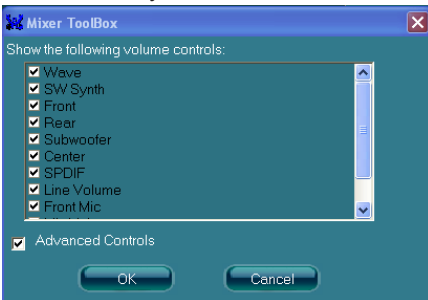 Mixer ToolBox
Show the following volume controls:
Wave
SW Synth
Front
Rear
Subwoofer
Center
SPDIF
Line Volume
Front Mic
Advanced Controls
OK
Cancel